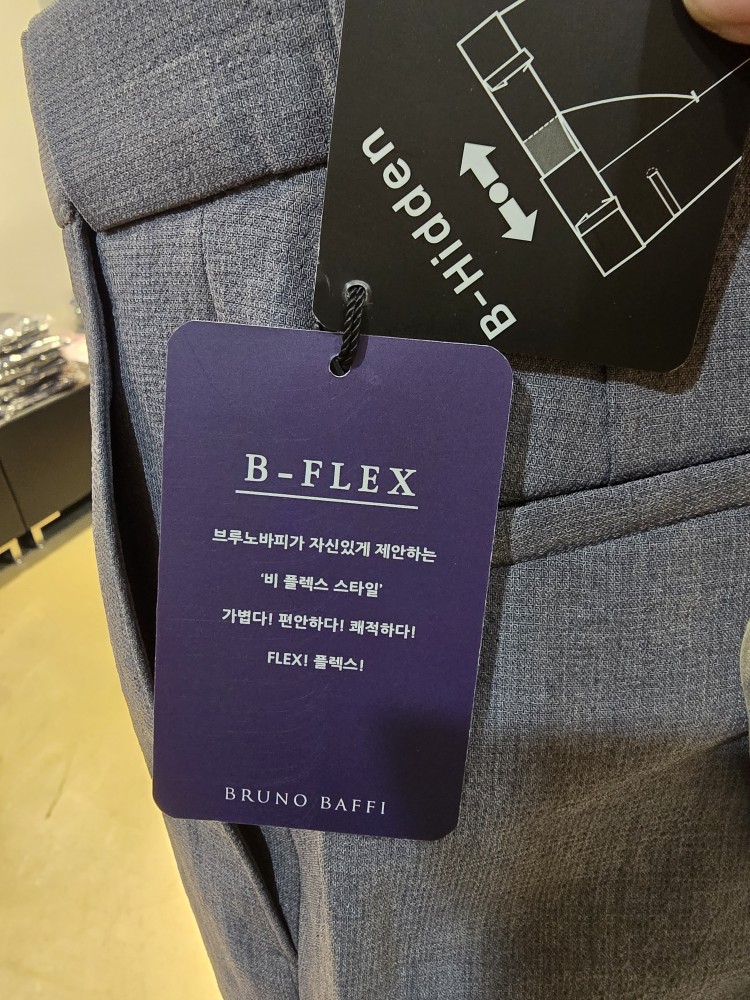 B-Hidden
B-FLEX
브루노바피가 자신있게 제안하는
'비 플렉스 스타일'
가볍다! 편안하다! 쾌적하다!
FLEX! 플렉스!
BRUNO BAFFI